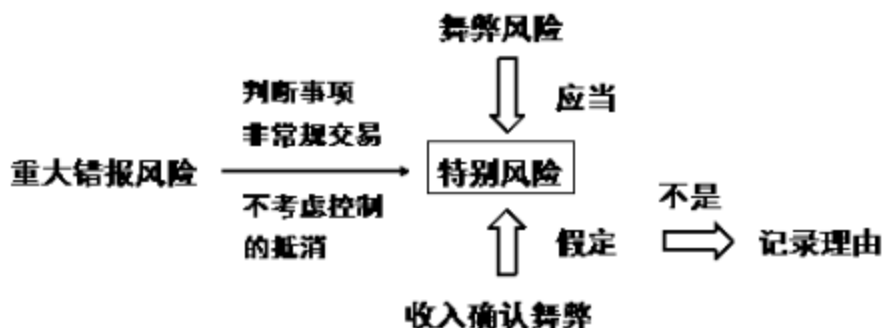 舞弊风险
判断事项
应当
非常规交易
重大错报风险
特别风险
不是
不考虑控制
假定
记录理由
的抵消
收入确认舞弊